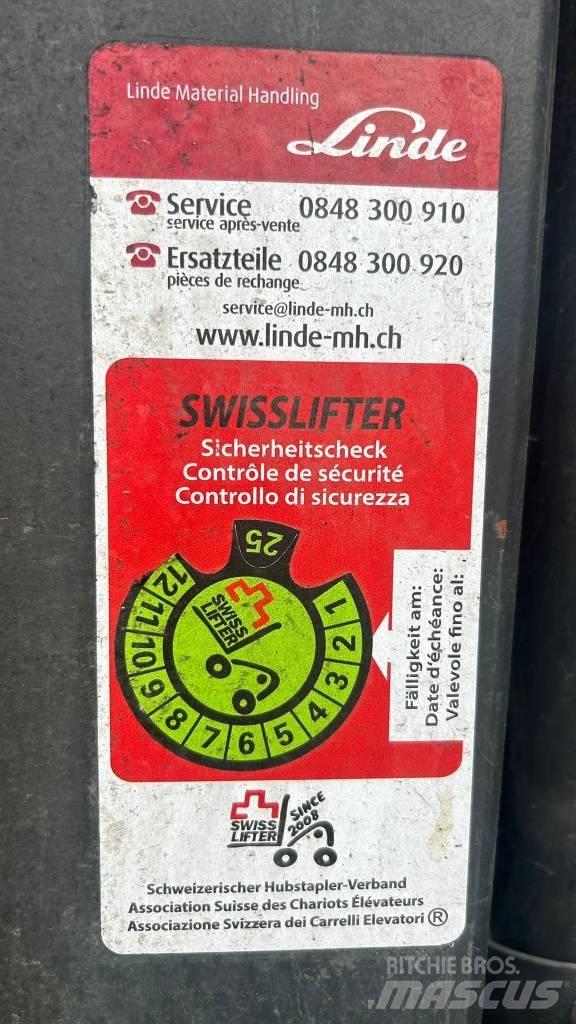 Linde Material Handling
Linde
Service 0848 300 910
service après-vente
Ersatzteile 0848 300 920
pièces de rechange
service@linde-mh.ch
www.linde-mh.ch
SWISSLIFTER
Sicherheitscheck
Contrôle de sécurité
Controllo di sicurezza
25
SWISS
LIFTER
1 2 3 4 5 6 7 8 9 10 11 12
Fälligkeit am:
Date d'échéance:
Valevole fino al:
SWISS
LIFTER
SINCE
2008
Schweizerischer Hubstapler-Verband
Association Suisse des Chariots Élévateurs
Associazione Svizzera dei Carrelli Elevatori ®
RITCHIE BROS.
MASCUS